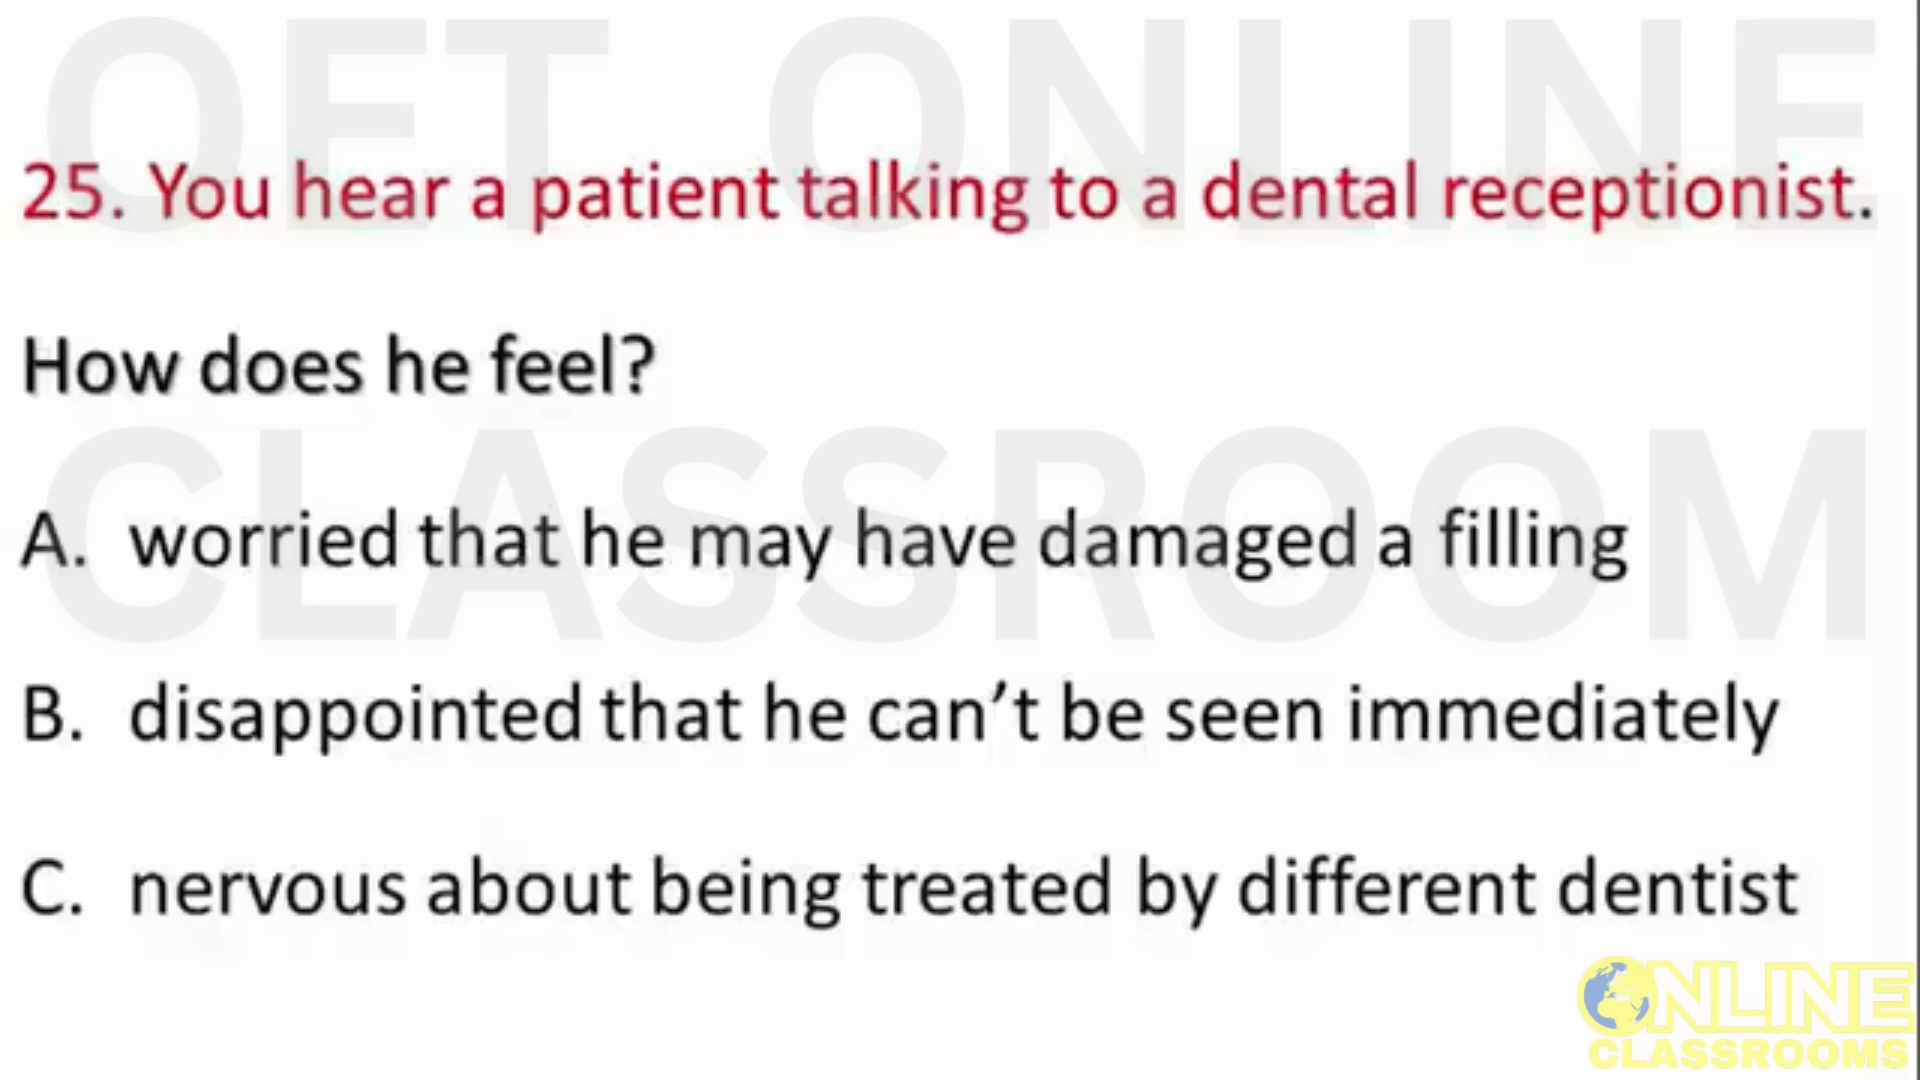 OET ONLINE
25. You hear a patient talking to a dental receptionist.
How does he feel?
CLASSROOM
A. worried that he may have damaged a filling
B. disappointed that he can't be seen immediately
C. nervous about being treated by different dentist
ONLINE
CLASSROOMS